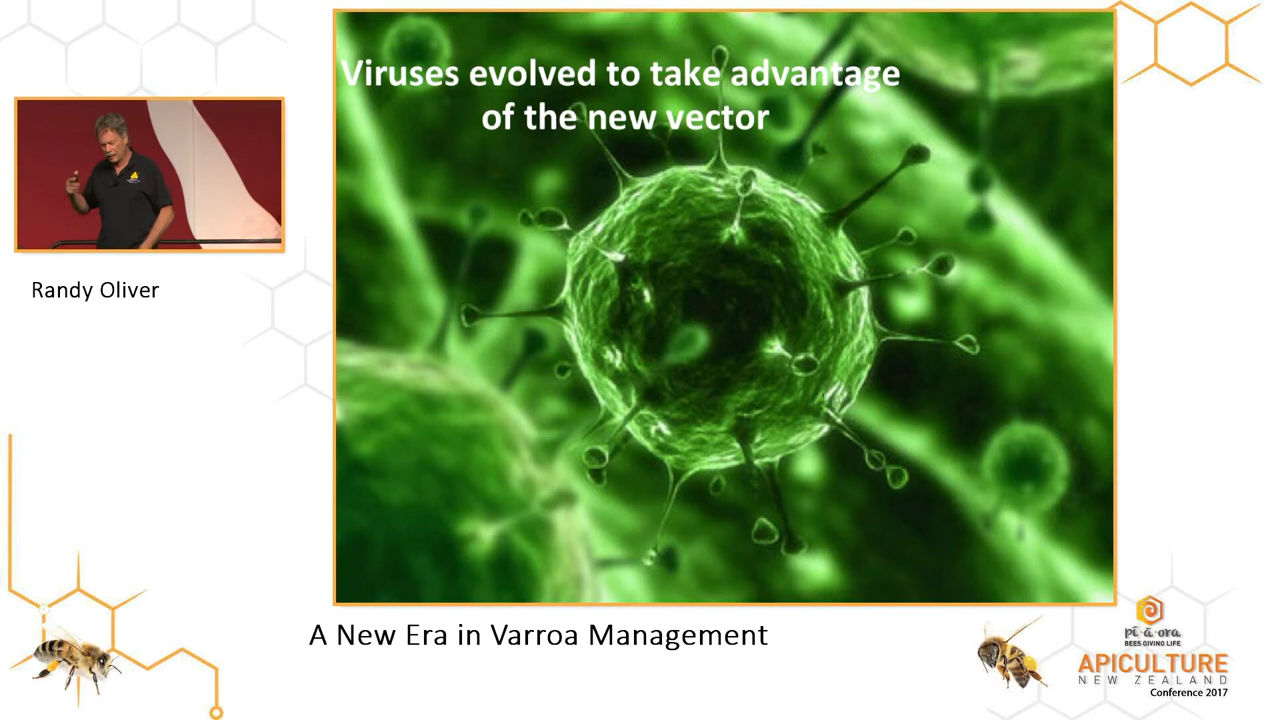 Viruses evolved to take advantage
of the new vector
Randy Oliver
A New Era in Varroa Management
pī·ā·ora
BEES GIVING LIFE
APICULTURE
NEW ZEALAND
Conference 2017